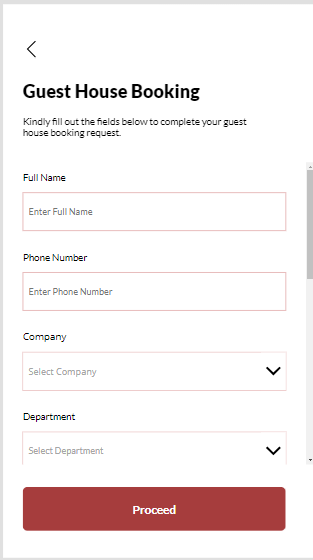 Guest House Booking
Kindly fill out the fields below to complete your guest
house booking request.
Full Name
Enter Full Name
Phone Number
Enter Phone Number
Company
Select Company
Department
Select Department
Proceed